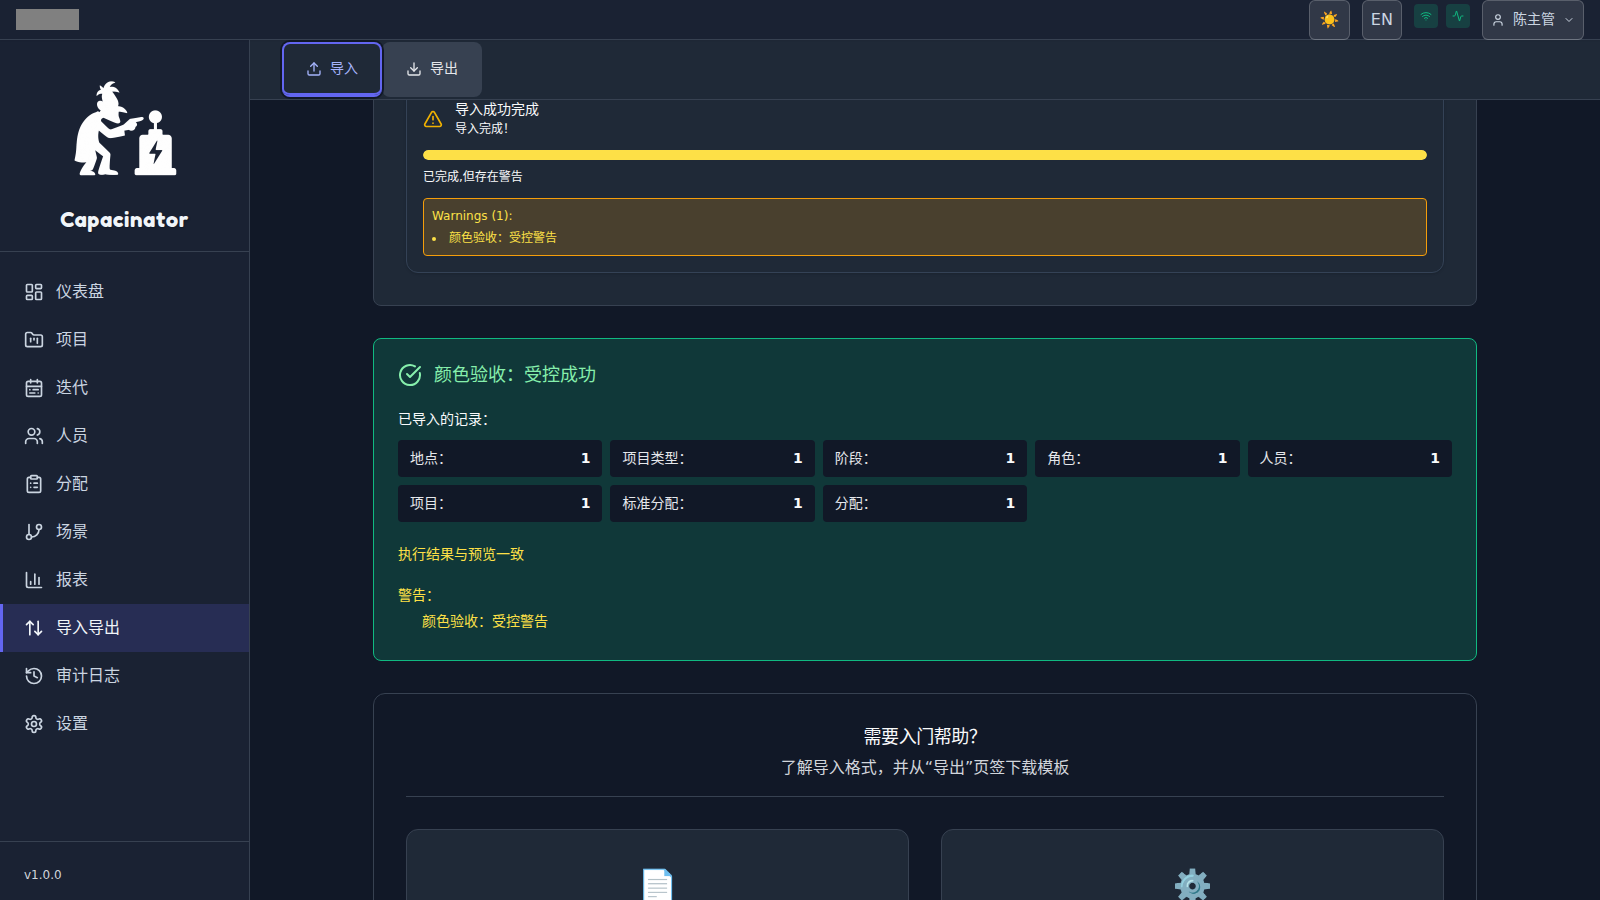 EN
陈主管
Capacinator
仪表盘
项目
迭代
人员
分配
场景
报表
导入导出
审计日志
设置
v1.0.0
导入
导出
导入成功完成
导入完成!
已完成,但存在警告
Warnings (1):
颜色验收：受控警告
颜色验收：受控成功
已导入的记录：
地点： 1
项目类型： 1
阶段： 1
角色： 1
人员： 1
项目： 1
标准分配： 1
分配： 1
执行结果与预览一致
警告：
颜色验收：受控警告
需要入门帮助？
了解导入格式，并从“导出”页签下载模板